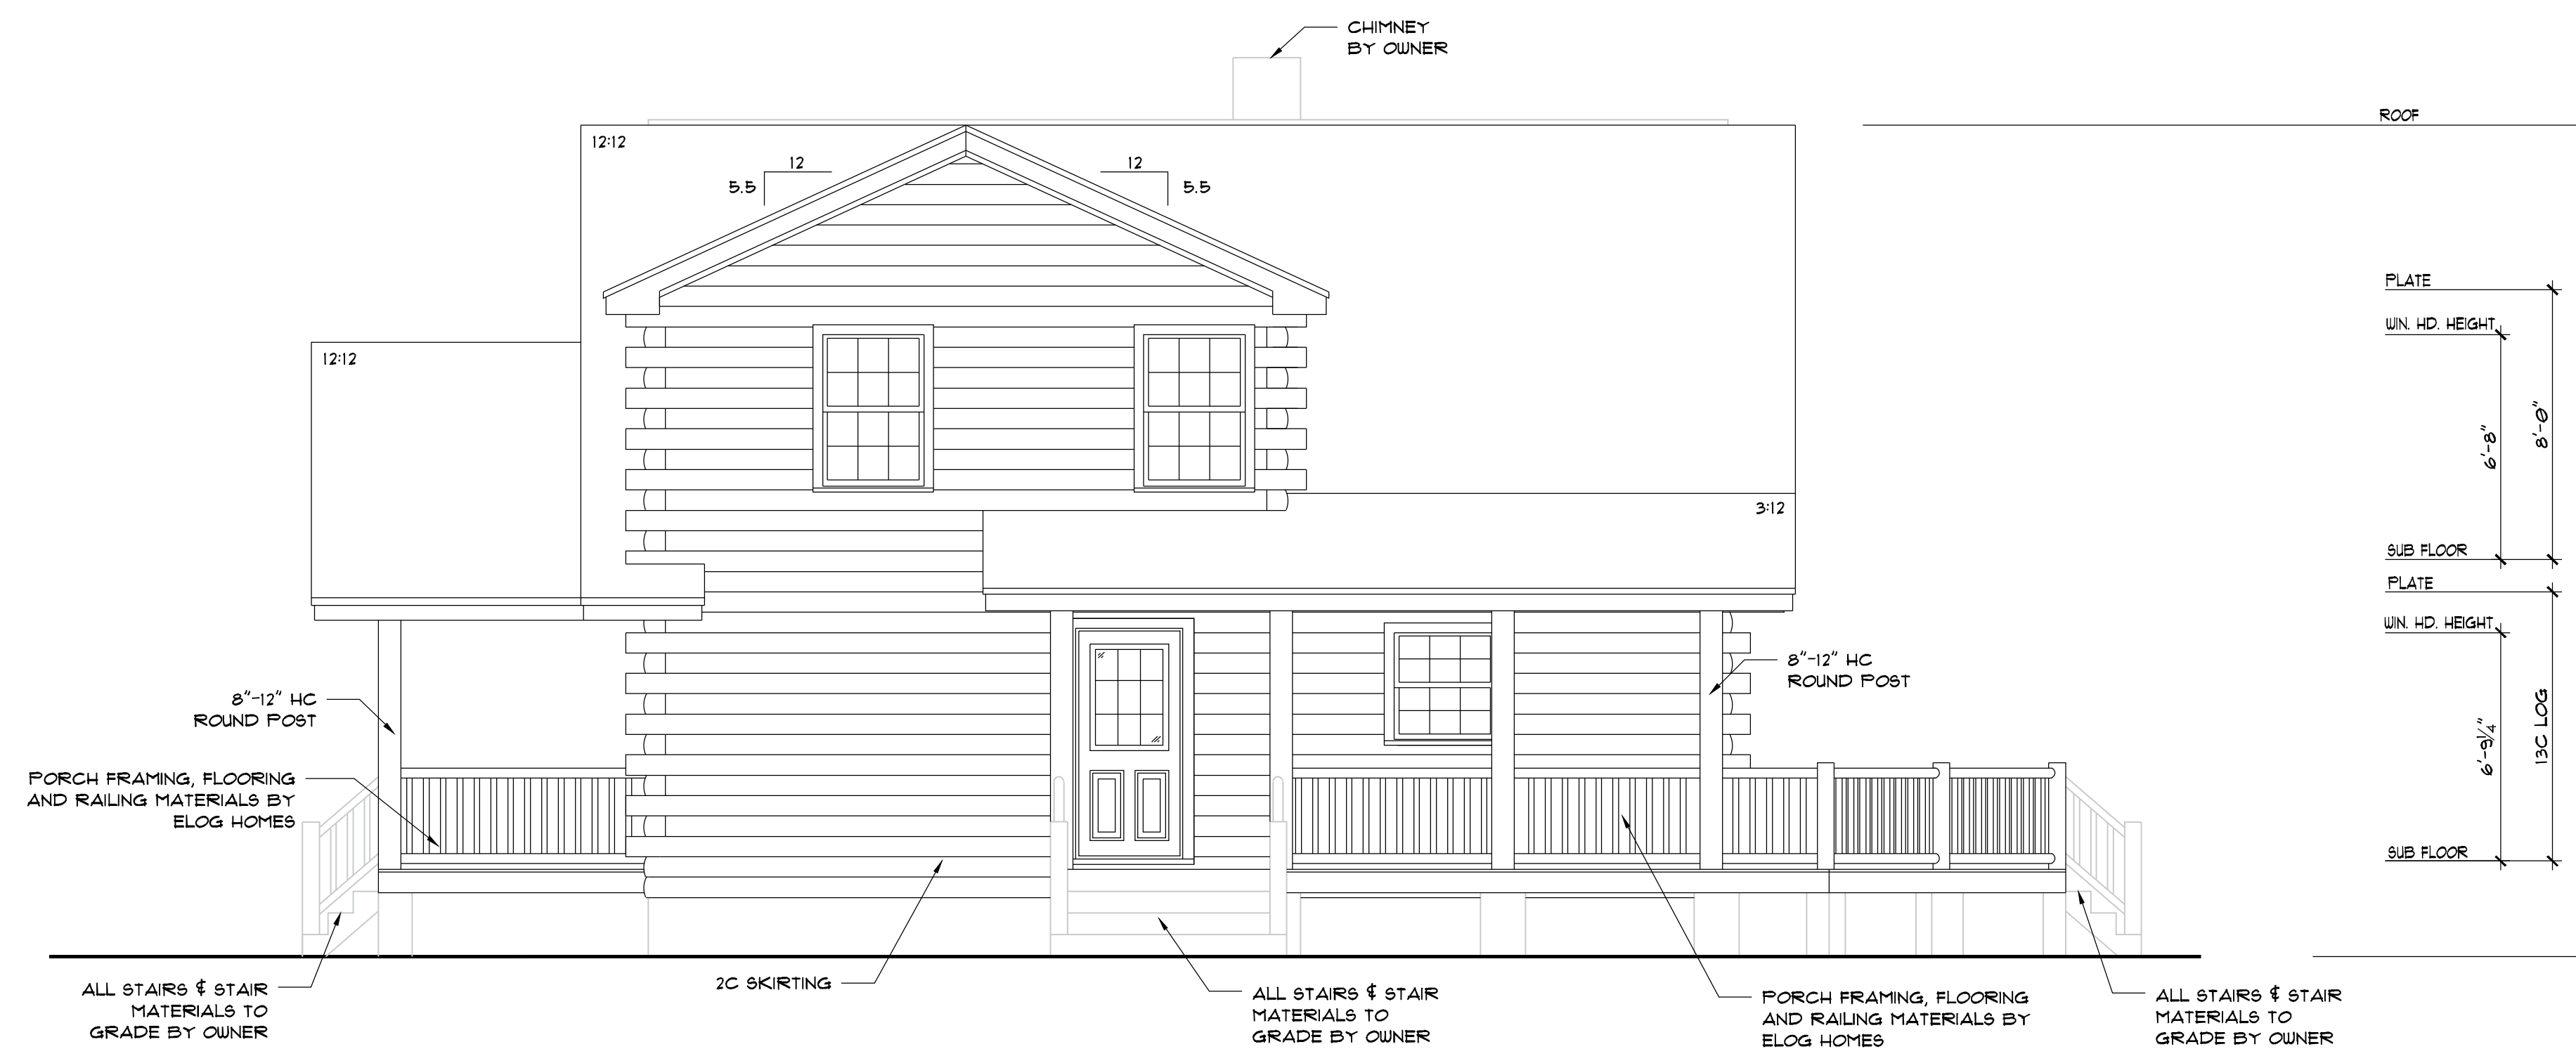 CHIMNEY
BY OWNER
ROOF
12:12
12
5.5
12
5.5
PLATE
WIN. HD. HEIGHT
12:12
6'-8"
8'-0"
3:12
SUB FLOOR
PLATE
WIN. HD. HEIGHT
8"-12" HC
ROUND POST
8"-12" HC
ROUND POST
6'-9 1/4"
13C LOG
PORCH FRAMING, FLOORING
AND RAILING MATERIALS BY
ELOG HOMES
SUB FLOOR
ALL STAIRS & STAIR
MATERIALS TO
GRADE BY OWNER
2C SKIRTING
ALL STAIRS & STAIR
MATERIALS TO
GRADE BY OWNER
PORCH FRAMING, FLOORING
AND RAILING MATERIALS BY
ELOG HOMES
ALL STAIRS & STAIR
MATERIALS TO
GRADE BY OWNER